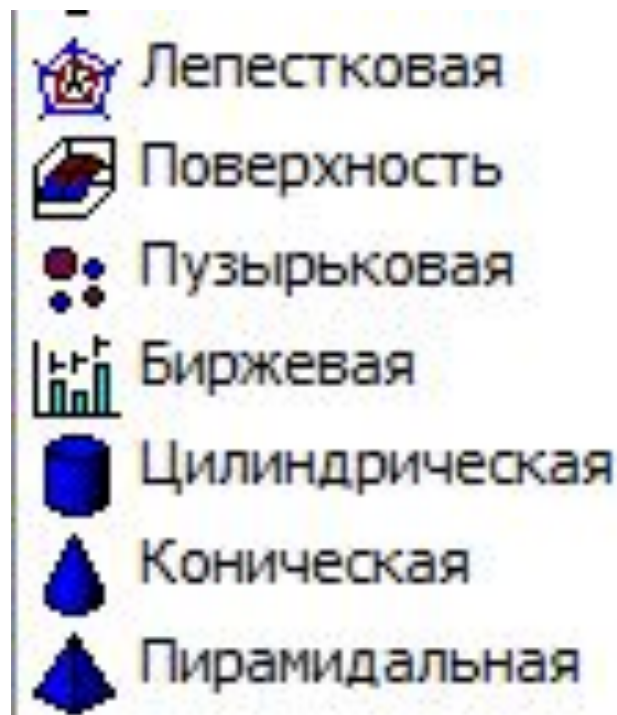 Лепестковая
Поверхность
Пузырьковая
Биржевая
Цилиндрическая
Коническая
Пирамидальная